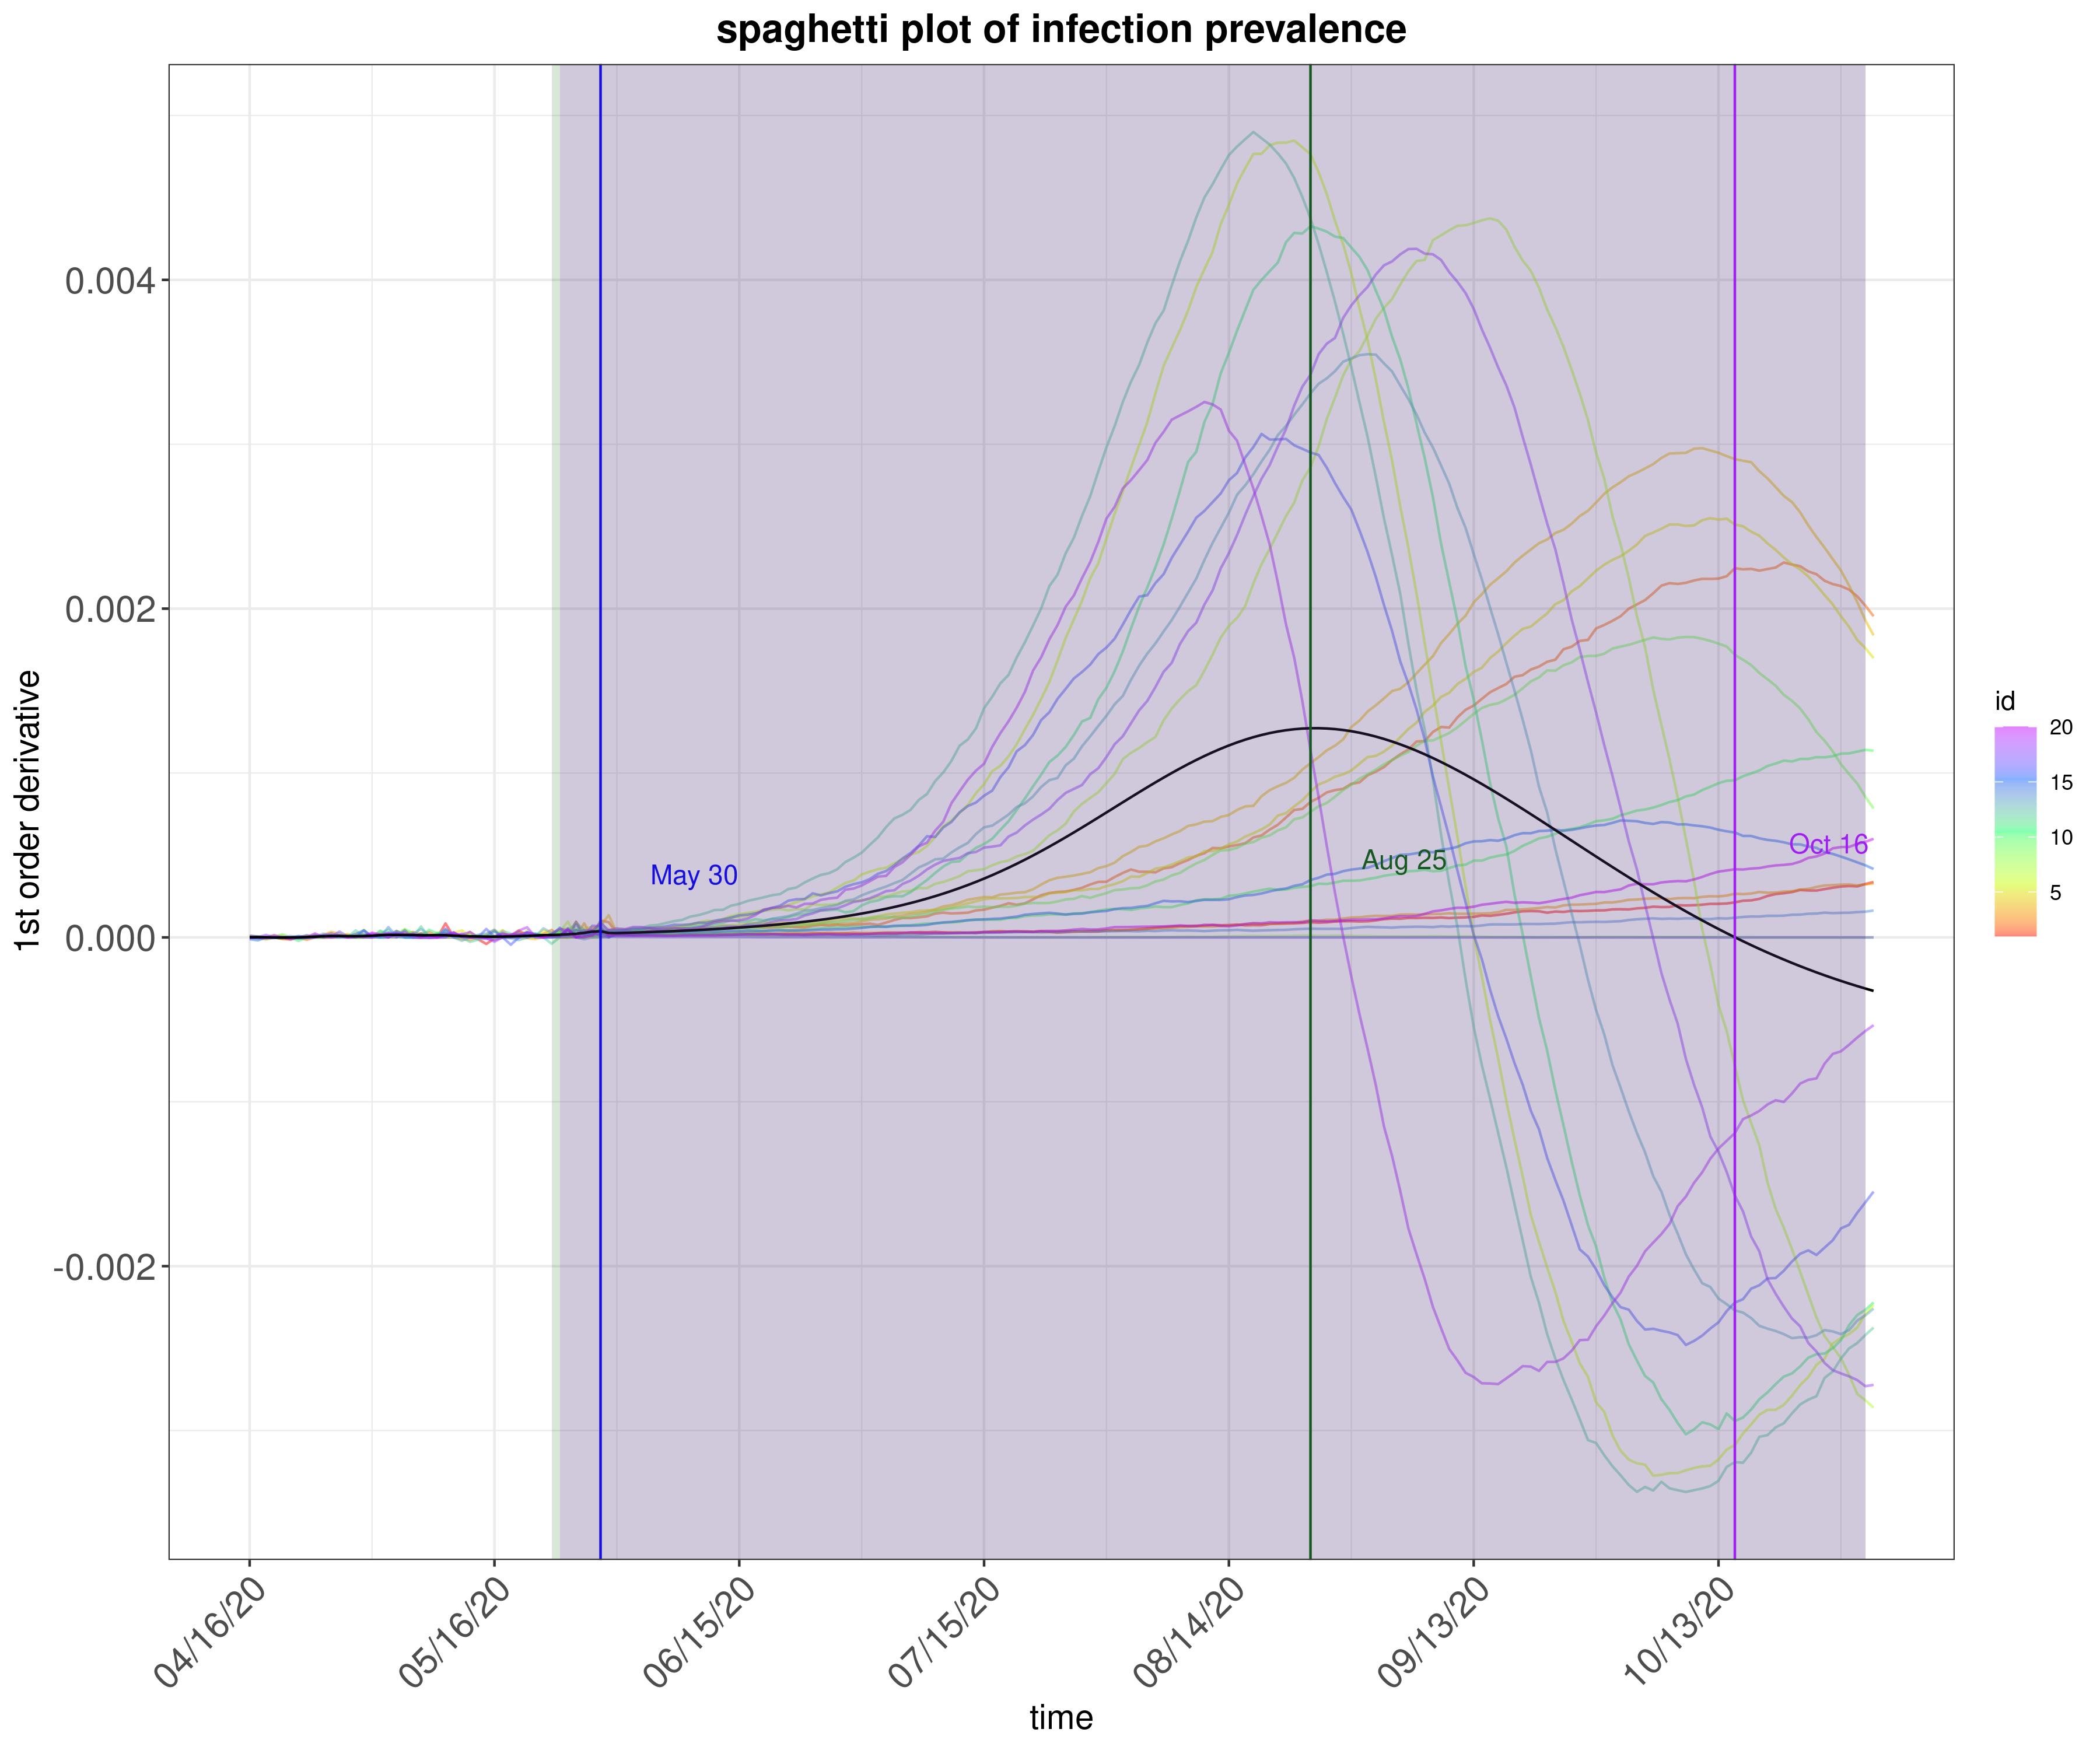 spaghetti plot of infection prevalence
1st order derivative
0.004
0.002
0.000
-0.002
May 30
Aug 25
Oct 16
id
20
15
10
5
04/16/20
05/16/20
06/15/20
07/15/20
08/14/20
09/13/20
10/13/20
time